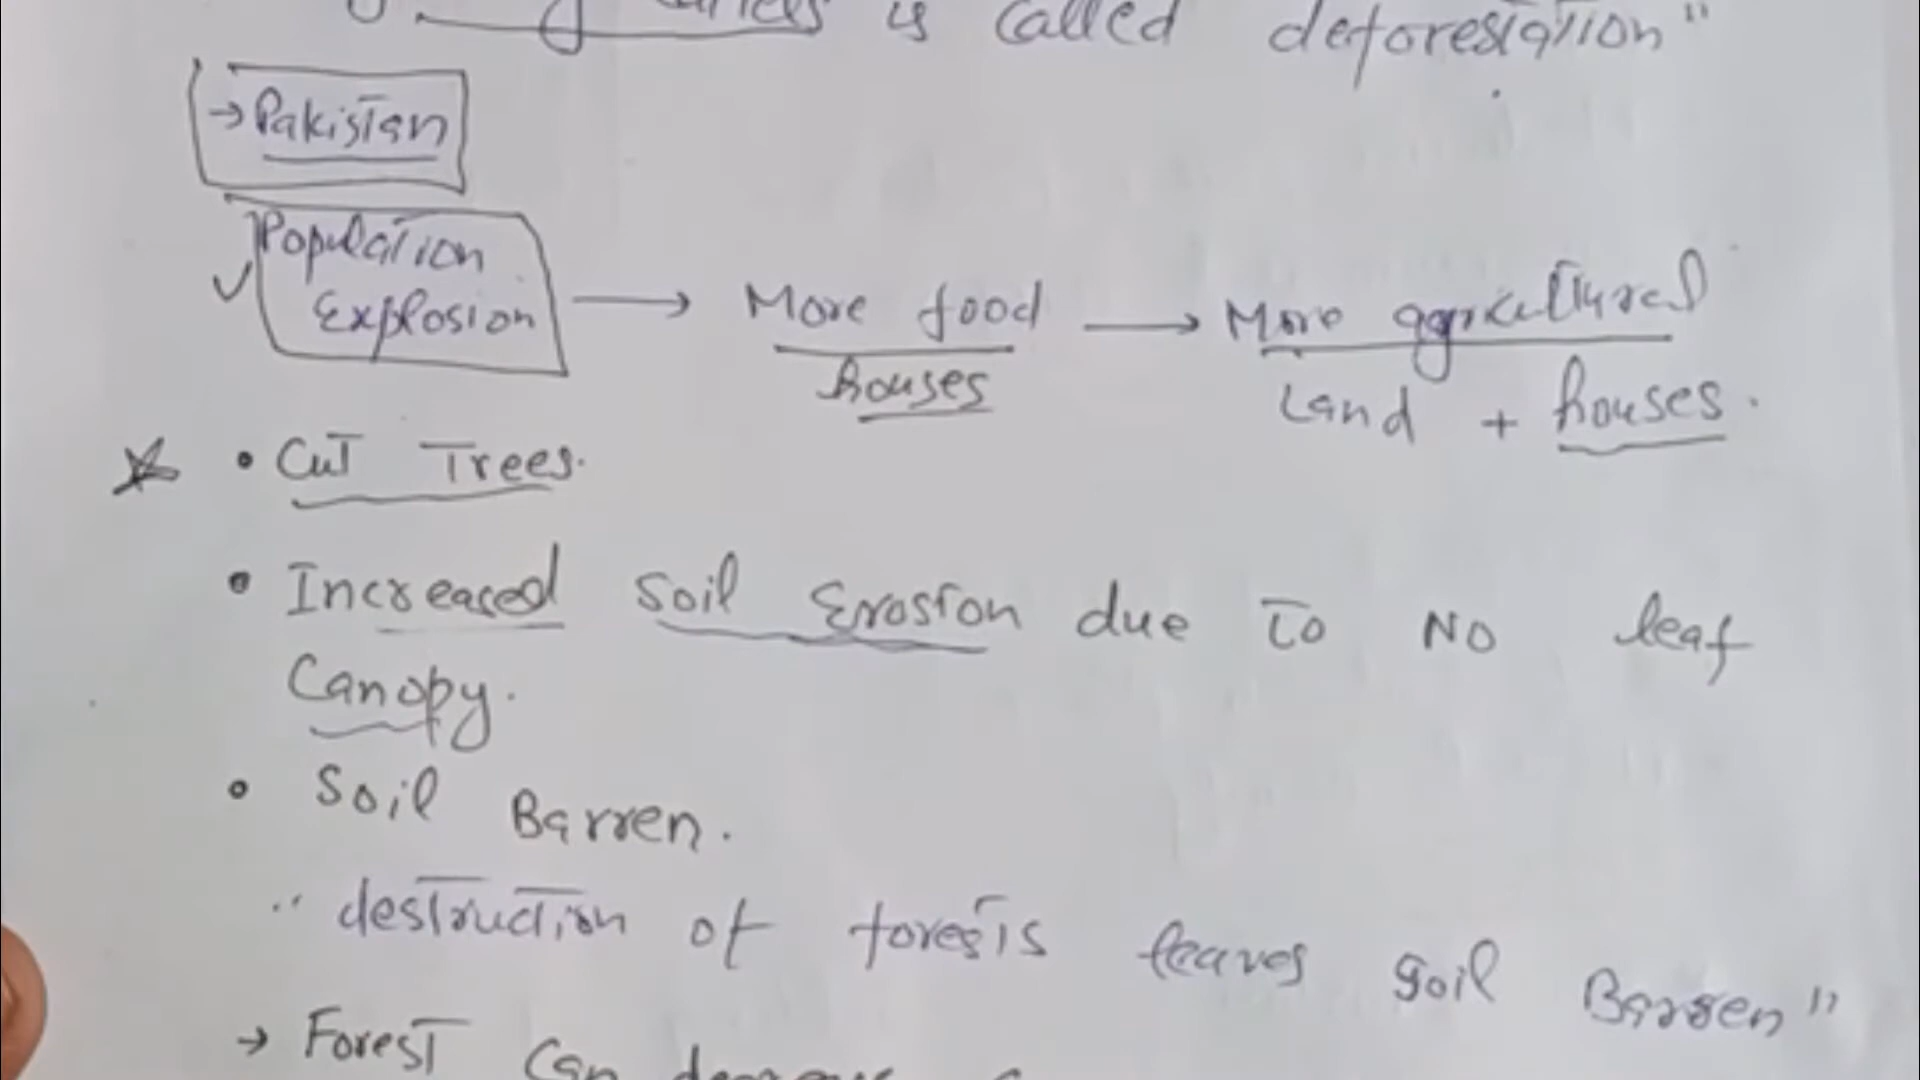 is called deforestation"
→ Pakistan
Population
Explosion → More food → More agricultural
houses land + houses.
• Cut Trees.
• Increased soil Erosion due to No leaf
Canopy.
• Soil Barren.
" destruction of forests leaves soil Barren"
→ Forest can